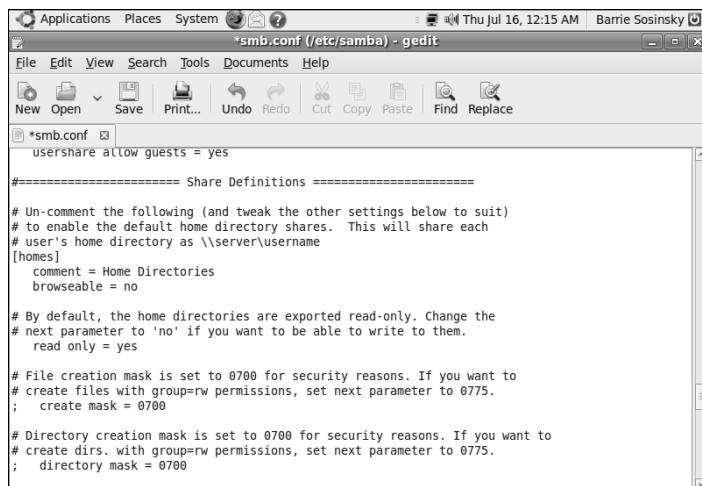 Applications Places System Thu Jul 16, 12:15 AM Barrie Sosinsky
*smb.conf (/etc/samba) - gedit
File Edit View Search Tools Documents Help
New Open Save Print... Undo Redo Cut Copy Paste Find Replace
*smb.conf
usershare allow guests = yes
#======================= Share Definitions =======================
# Un-comment the following (and tweak the other settings below to suit)
# to enable the default home directory shares.  This will share each
# user's home directory as \\server\username
[homes]
   comment = Home Directories
   browseable = no
# By default, the home directories are exported read-only. Change the
# next parameter to 'no' if you want to be able to write to them.
   read only = yes
# File creation mask is set to 0700 for security reasons. If you want to
# create files with group=rw permissions, set next parameter to 0775.
;   create mask = 0700
# Directory creation mask is set to 0700 for security reasons. If you want to
# create dirs. with group=rw permissions, set next parameter to 0775.
;   directory mask = 0700